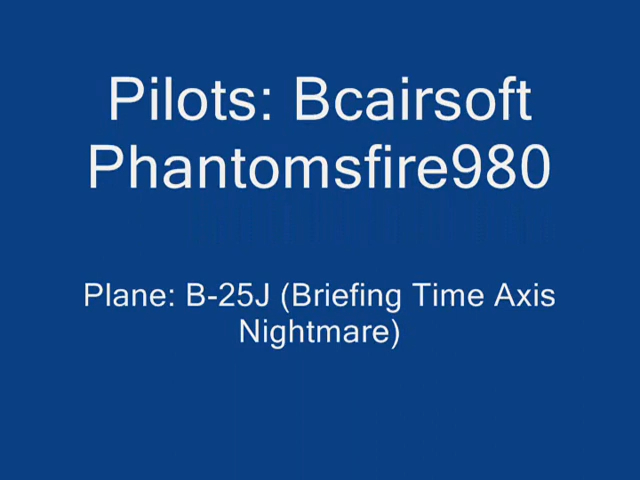 Pilots: Bcairsoft
Phantomsfire980
Plane: B-25J (Briefing Time Axis
Nightmare)